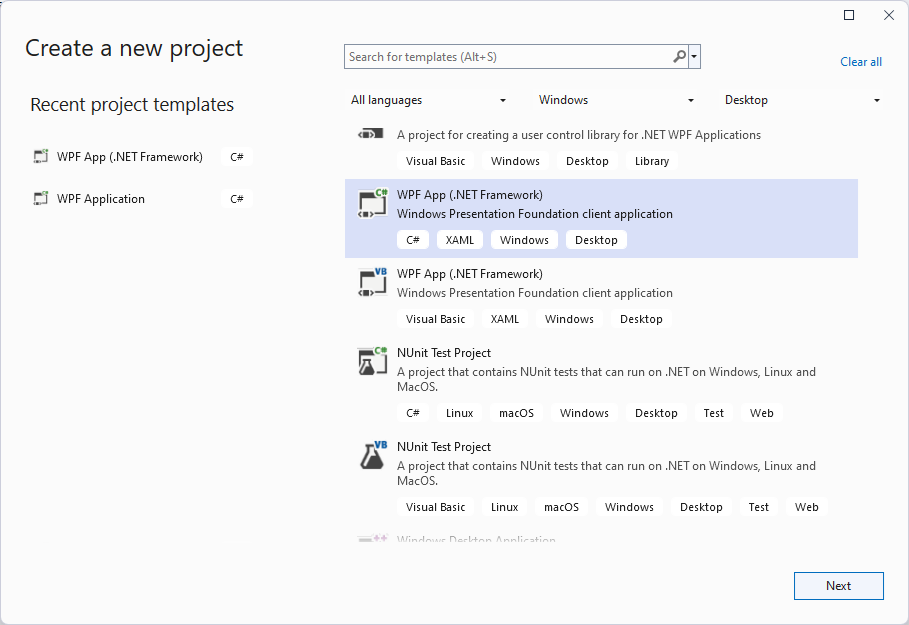 Create a new project
Search for templates (Alt+S)
Clear all
Recent project templates
All languages
Windows
Desktop
WPF App (.NET Framework) C#
WPF Application C#
A project for creating a user control library for .NET WPF Applications
Visual Basic Windows Desktop Library
C#
WPF App (.NET Framework)
Windows Presentation Foundation client application
C# XAML Windows Desktop
VB
WPF App (.NET Framework)
Windows Presentation Foundation client application
Visual Basic XAML Windows Desktop
C#
NUnit Test Project
A project that contains NUnit tests that can run on .NET on Windows, Linux and
MacOS.
C# Linux macOS Windows Desktop Test Web
VB
NUnit Test Project
A project that contains NUnit tests that can run on .NET on Windows, Linux and
MacOS.
Visual Basic Linux macOS Windows Desktop Test Web
Windows Desktop Application
Next